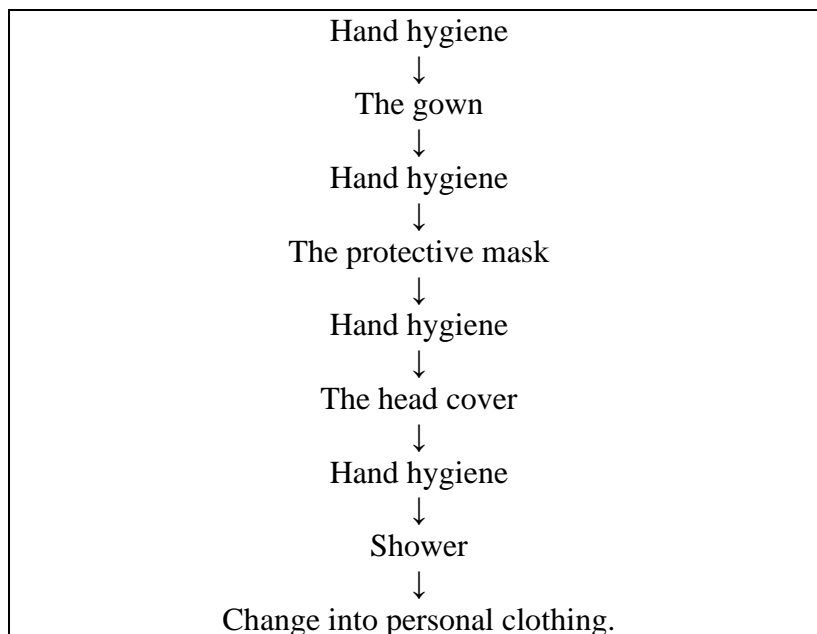 Hand hygiene
↓
The gown
↓
Hand hygiene
↓
The protective mask
↓
Hand hygiene
↓
The head cover
↓
Hand hygiene
↓
Shower
↓
Change into personal clothing.